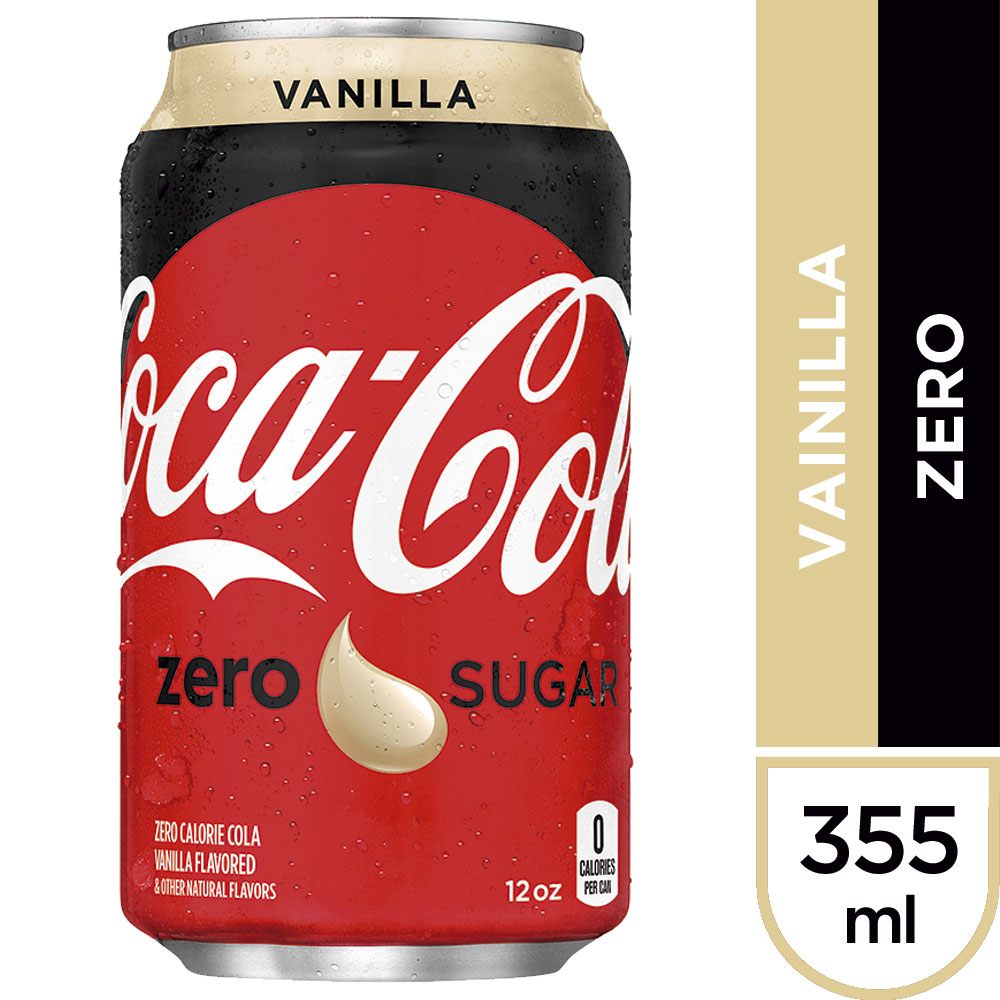 VANILLA
Coca-Cola
zero SUGAR
ZERO CALORIE COLA
VANILLA FLAVORED
& OTHER NATURAL FLAVORS
12 oz
0
CALORIES
PER CAN
VAINILLA
ZERO
355
ml